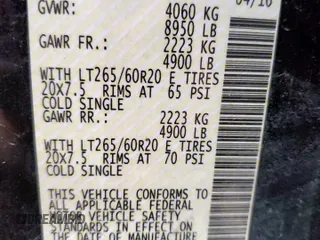 04/16
GVWR: 4060 KG
8950 LB
GAWR FR.: 2223 KG
4900 LB
WITH LT265/60R20 E TIRES
20X7.5 RIMS AT 65 PSI
COLD SINGLE
GAWR RR.: 2223 KG
4900 LB
WITH LT265/60R20 E TIRES
20X7.5 RIMS AT 70 PSI
COLD SINGLE
THIS VEHICLE CONFORMS TO
ALL APPLICABLE FEDERAL
VEHICLE SAFETY
STANDARDS IN EFFECT
DATE OF MANUFACTURE